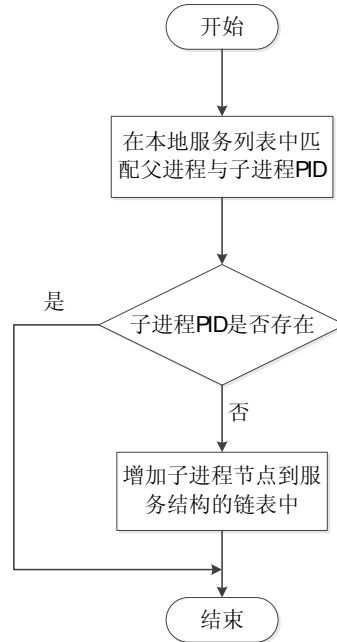 开始
在本地服务列表中匹
配父进程与子进程PID
是
子进程PID是否存在
否
增加子进程节点到服
务结构的链表中
结束